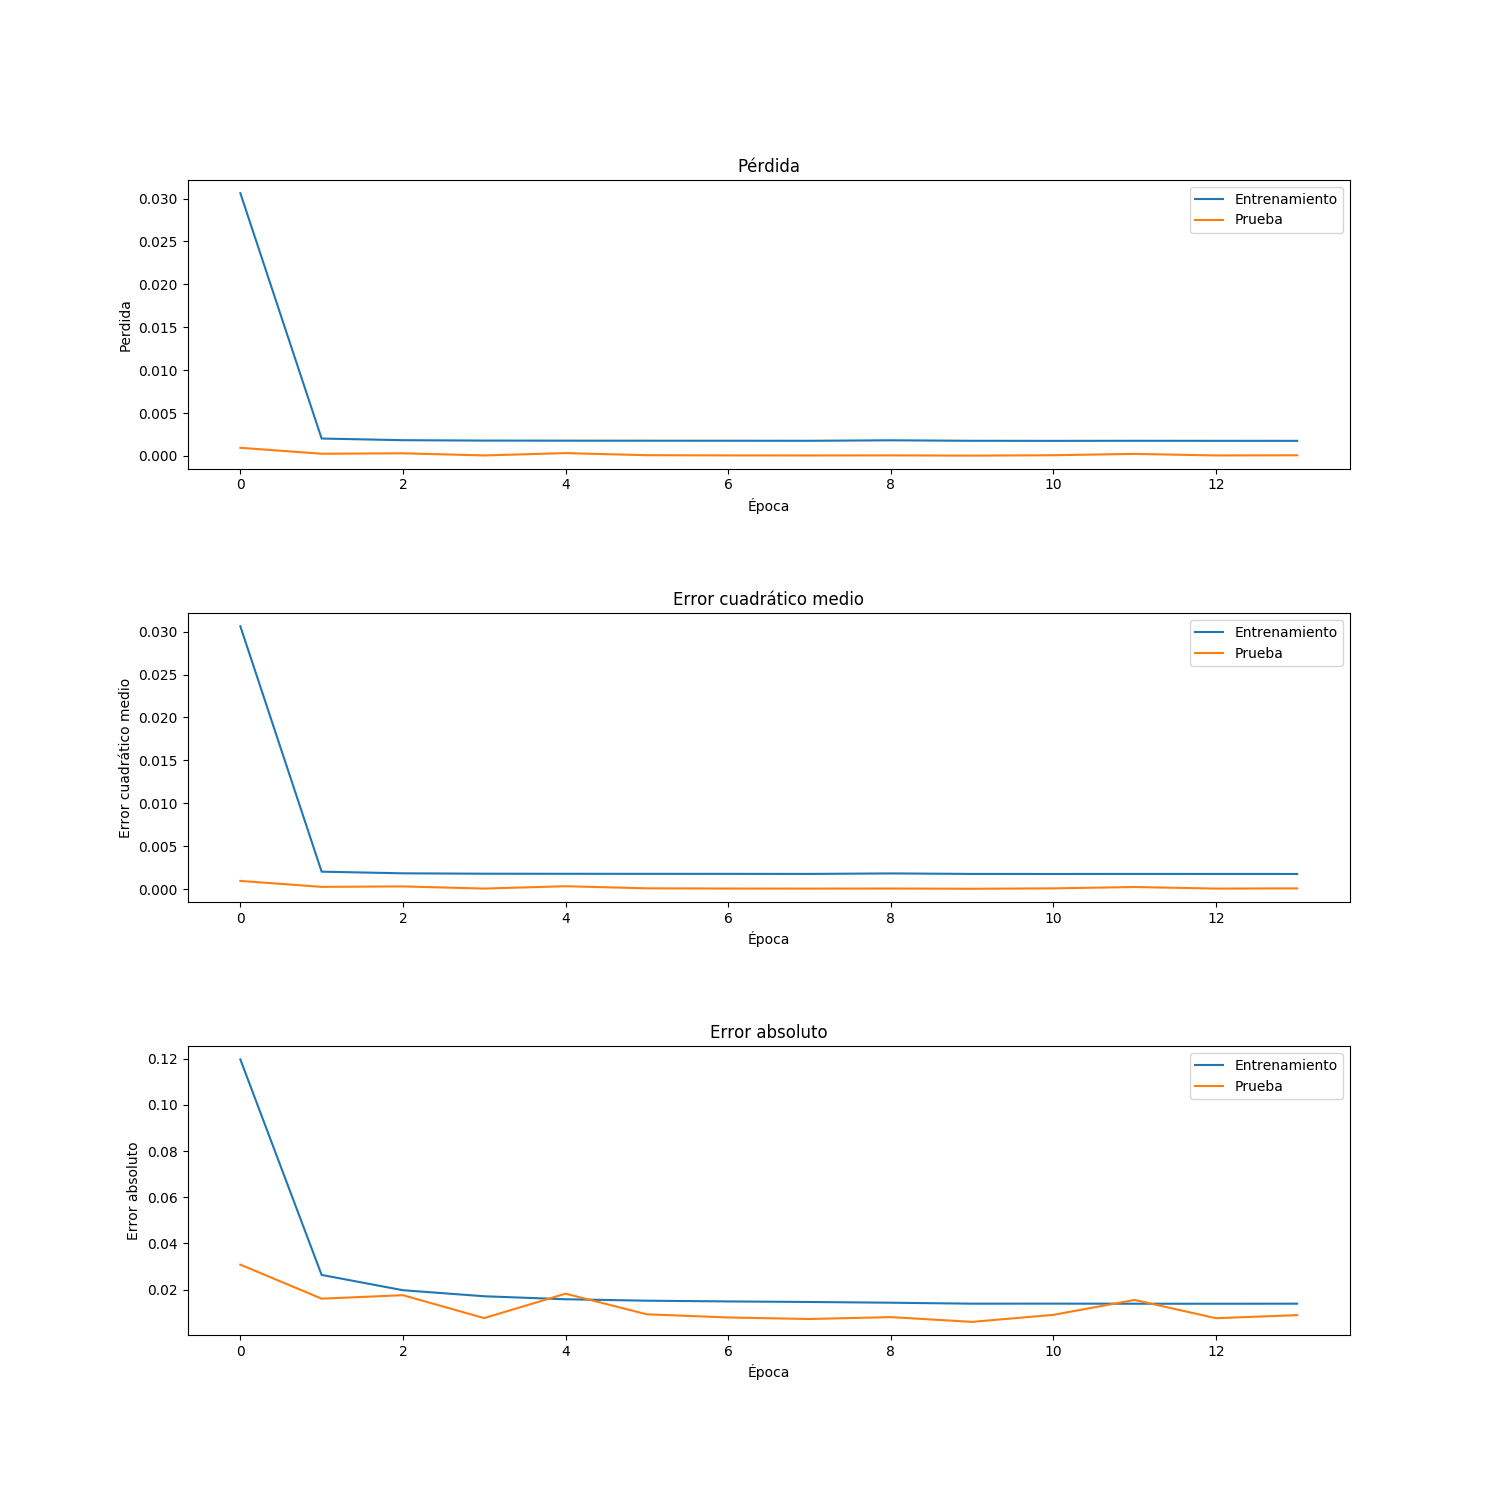 Pérdida
0.030
0.025
0.020
0.015
0.010
0.005
0.000
Perdida
Entrenamiento
Prueba
0 2 4 6 8 10 12
Época
Error cuadrático medio
0.030
0.025
0.020
0.015
0.010
0.005
0.000
Error cuadrático medio
Entrenamiento
Prueba
0 2 4 6 8 10 12
Época
Error absoluto
0.12
0.10
0.08
0.06
0.04
0.02
Error absoluto
Entrenamiento
Prueba
0 2 4 6 8 10 12
Época